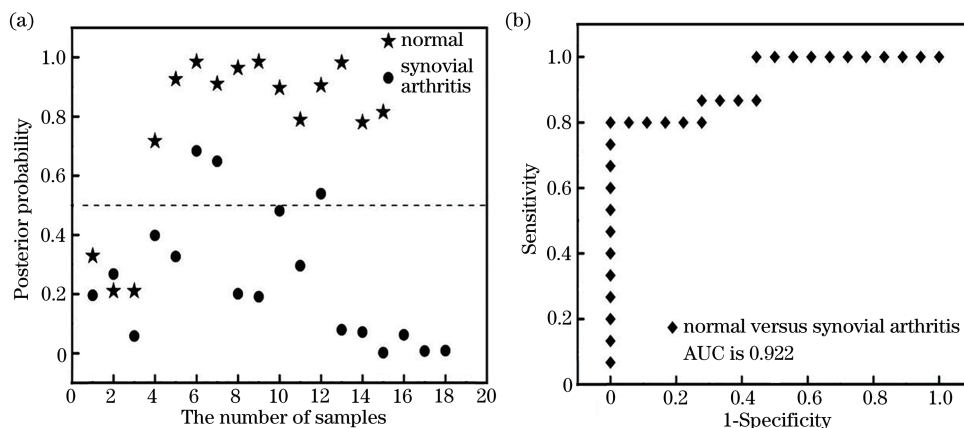 (a)
normal
synovial
arthritis
Posterior probability
1.0
0.8
0.6
0.4
0.2
0
0 2 4 6 8 10 12 14 16 18 20
The number of samples
(b)
Sensitivity
1.0
0.8
0.6
0.4
0.2
0
normal versus synovial arthritis
AUC is 0.922
0 0.2 0.4 0.6 0.8 1.0
1-Specificity